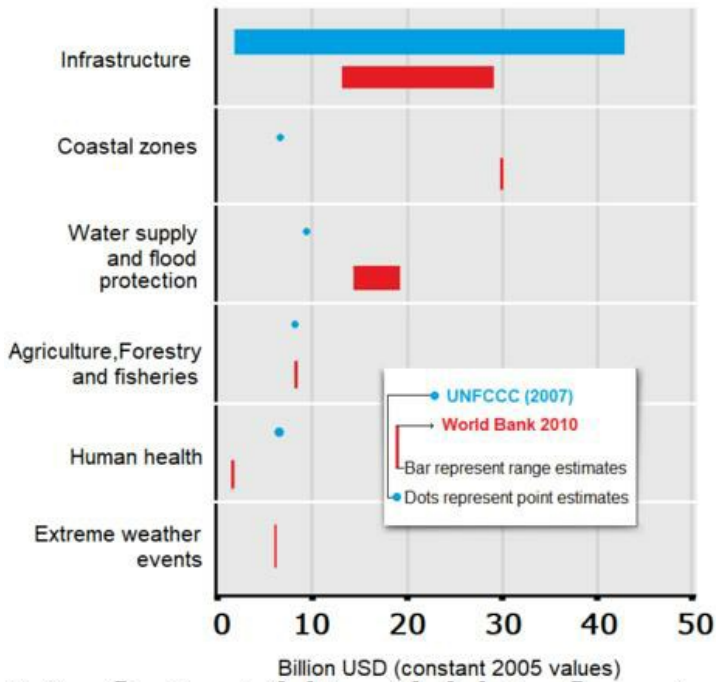 Infrastructure
Coastal zones
Water supply
and flood
protection
Agriculture,Forestry
and fisheries
Human health
Extreme weather
events
UNFCCC (2007)
World Bank 2010
Bar represent range estimates
Dots represent point estimates
0 10 20 30 40 50
Billion USD (constant 2005 values)